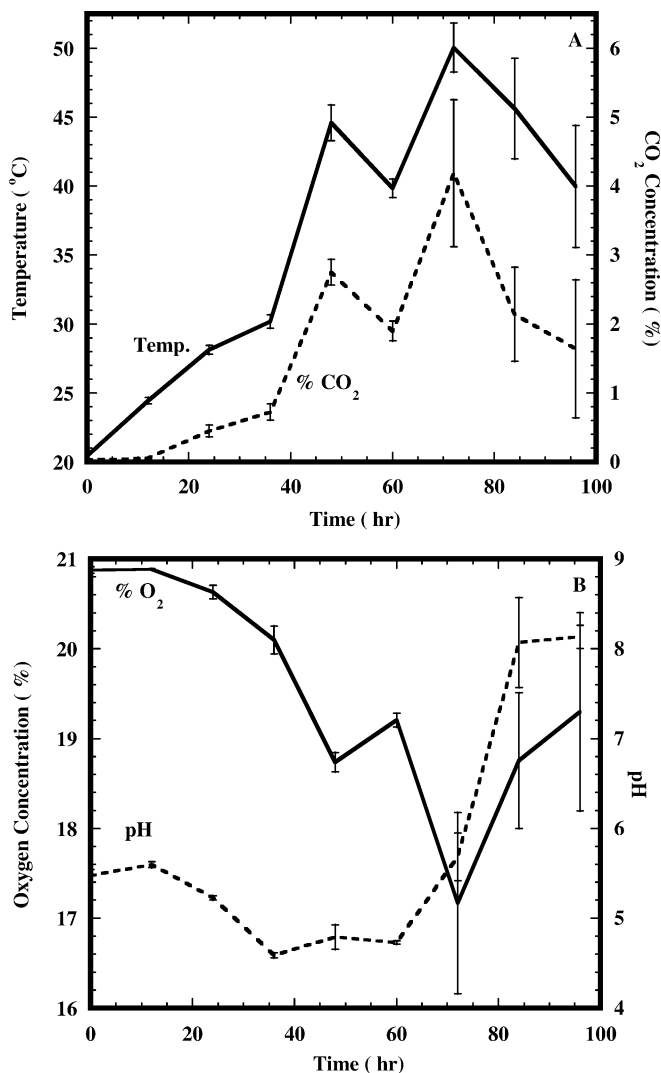 A
50
45
40
35
30
25
20
6
5
4
3
2
1
0
Temperature ( °C)
CO2 Concentration ( %)
Temp.
% CO2
0 20 40 60 80 100
Time ( hr)
B
21
20
19
18
17
16
9
8
7
6
5
4
Oxygen Concentration ( %)
pH
% O2
pH
0 20 40 60 80 100
Time ( hr)